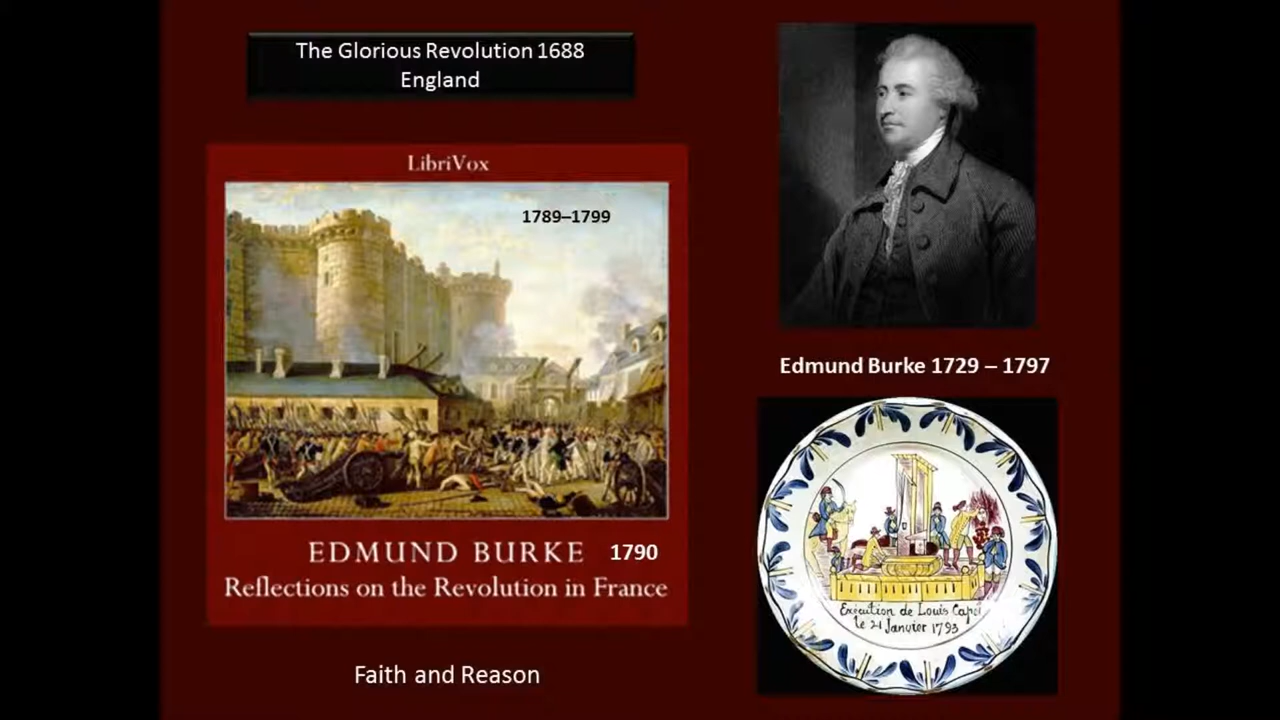 The Glorious Revolution 1688
England
LibriVox
1789–1799
EDMUND BURKE 1790
Reflections on the Revolution in France
Faith and Reason
Edmund Burke 1729 – 1797
Exécution de Louis Capet
le 21 Janvier 1793